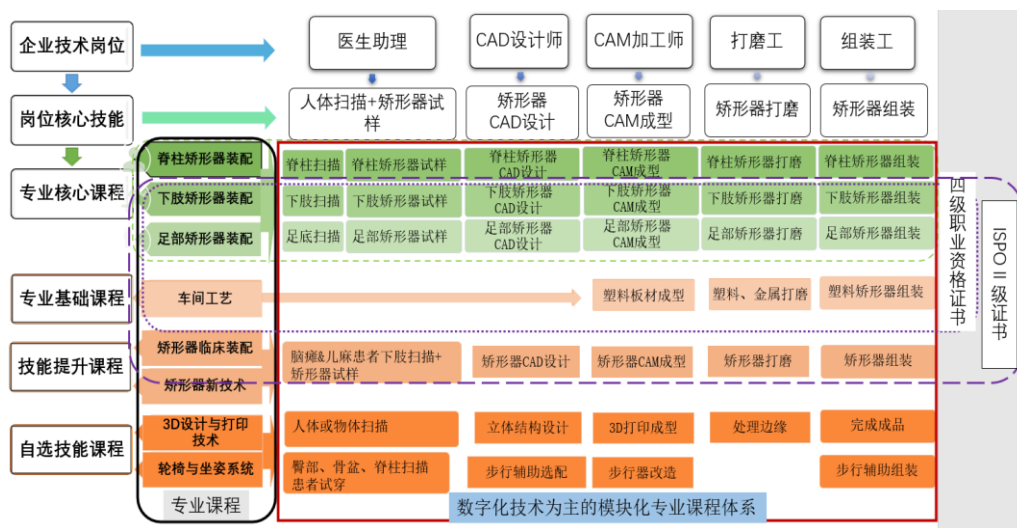 企业技术岗位
医生助理
CAD设计师
CAM加工师
打磨工
组装工
岗位核心技能
人体扫描+矫形器试
样
矫形器
CAD设计
矫形器
CAM成型
矫形器打磨
矫形器组装
专业核心课程
脊柱矫形器装配
脊柱扫描
脊柱矫形器试样
脊柱矫形器
CAD设计
脊柱矫形器
CAM成型
脊柱矫形器打磨
脊柱矫形器组装
下肢矫形器装配
下肢扫描
下肢矫形器试样
下肢矫形器
CAD设计
下肢矫形器
CAM成型
下肢矫形器打磨
下肢矫形器组装
足部矫形器装配
足底扫描
足部矫形器试样
足部矫形器
CAD设计
足部矫形器
CAM成型
足部矫形器打磨
足部矫形器组装
专业基础课程
车间工艺
塑料板材成型
塑料、金属打磨
塑料矫形器组装
技能提升课程
矫形器临床装配
矫形器新技术
脑瘫&儿麻患者下肢扫描+
矫形器试样
矫形器CAD设计
矫形器CAM成型
矫形器打磨
矫形器组装
自选技能课程
3D设计与打印
技术
人体或物体扫描
立体结构设计
3D打印成型
处理边缘
完成成品
轮椅与坐姿系统
臀部、骨盆、脊柱扫描
患者试穿
步行辅助选配
步行器改造
步行辅助组装
专业课程
数字化技术为主的模块化专业课程体系
四级职业资格证书
ISPO II级证书